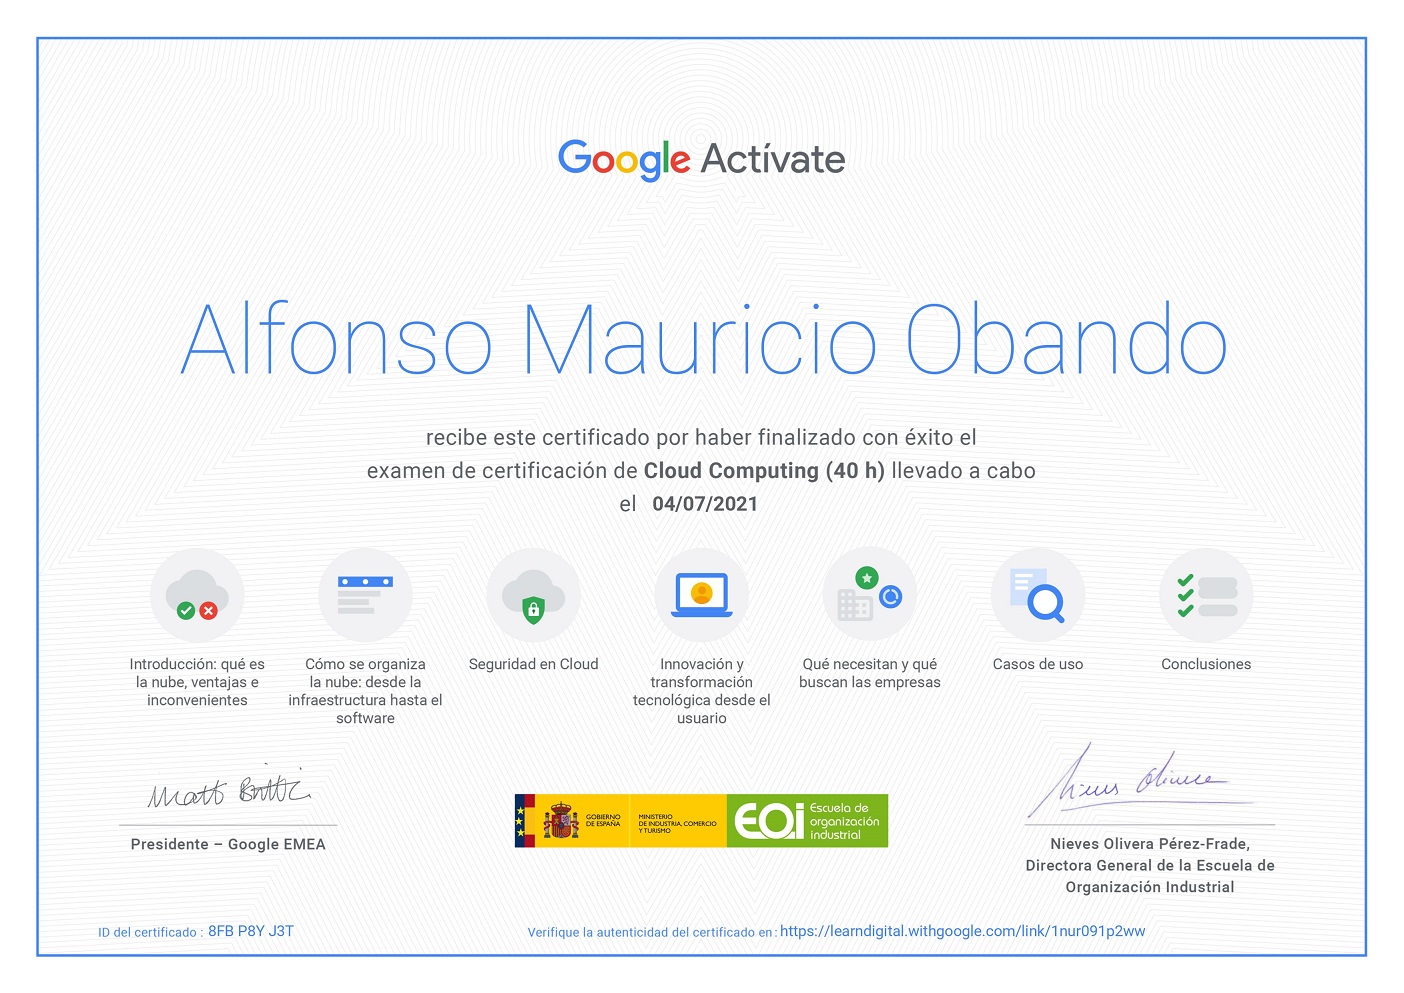 Google Actívate
Alfonso Mauricio Obando
recibe este certificado por haber finalizado con éxito el
examen de certificación de Cloud Computing (40 h) llevado a cabo
el 04/07/2021
Introducción: qué es
la nube, ventajas e
inconvenientes
Cómo se organiza
la nube: desde la
infraestructura hasta el
software
Seguridad en Cloud
Innovación y
transformación
tecnológica desde el
usuario
Qué necesitan y qué
buscan las empresas
Casos de uso
Conclusiones
Matt Brittin
Presidente – Google EMEA
GOBIERNO
DE ESPAÑA
MINISTERIO
DE INDUSTRIA, COMERCIO
Y TURISMO
EOI
Escuela de
organización
industrial
Nieves Olivera
Nieves Olivera Pérez-Frade,
Directora General de la Escuela de
Organización Industrial
ID del certificado : 8FB P8Y J3T
Verifique la autenticidad del certificado en: https://learndigital.withgoogle.com/link/1nur091p2ww